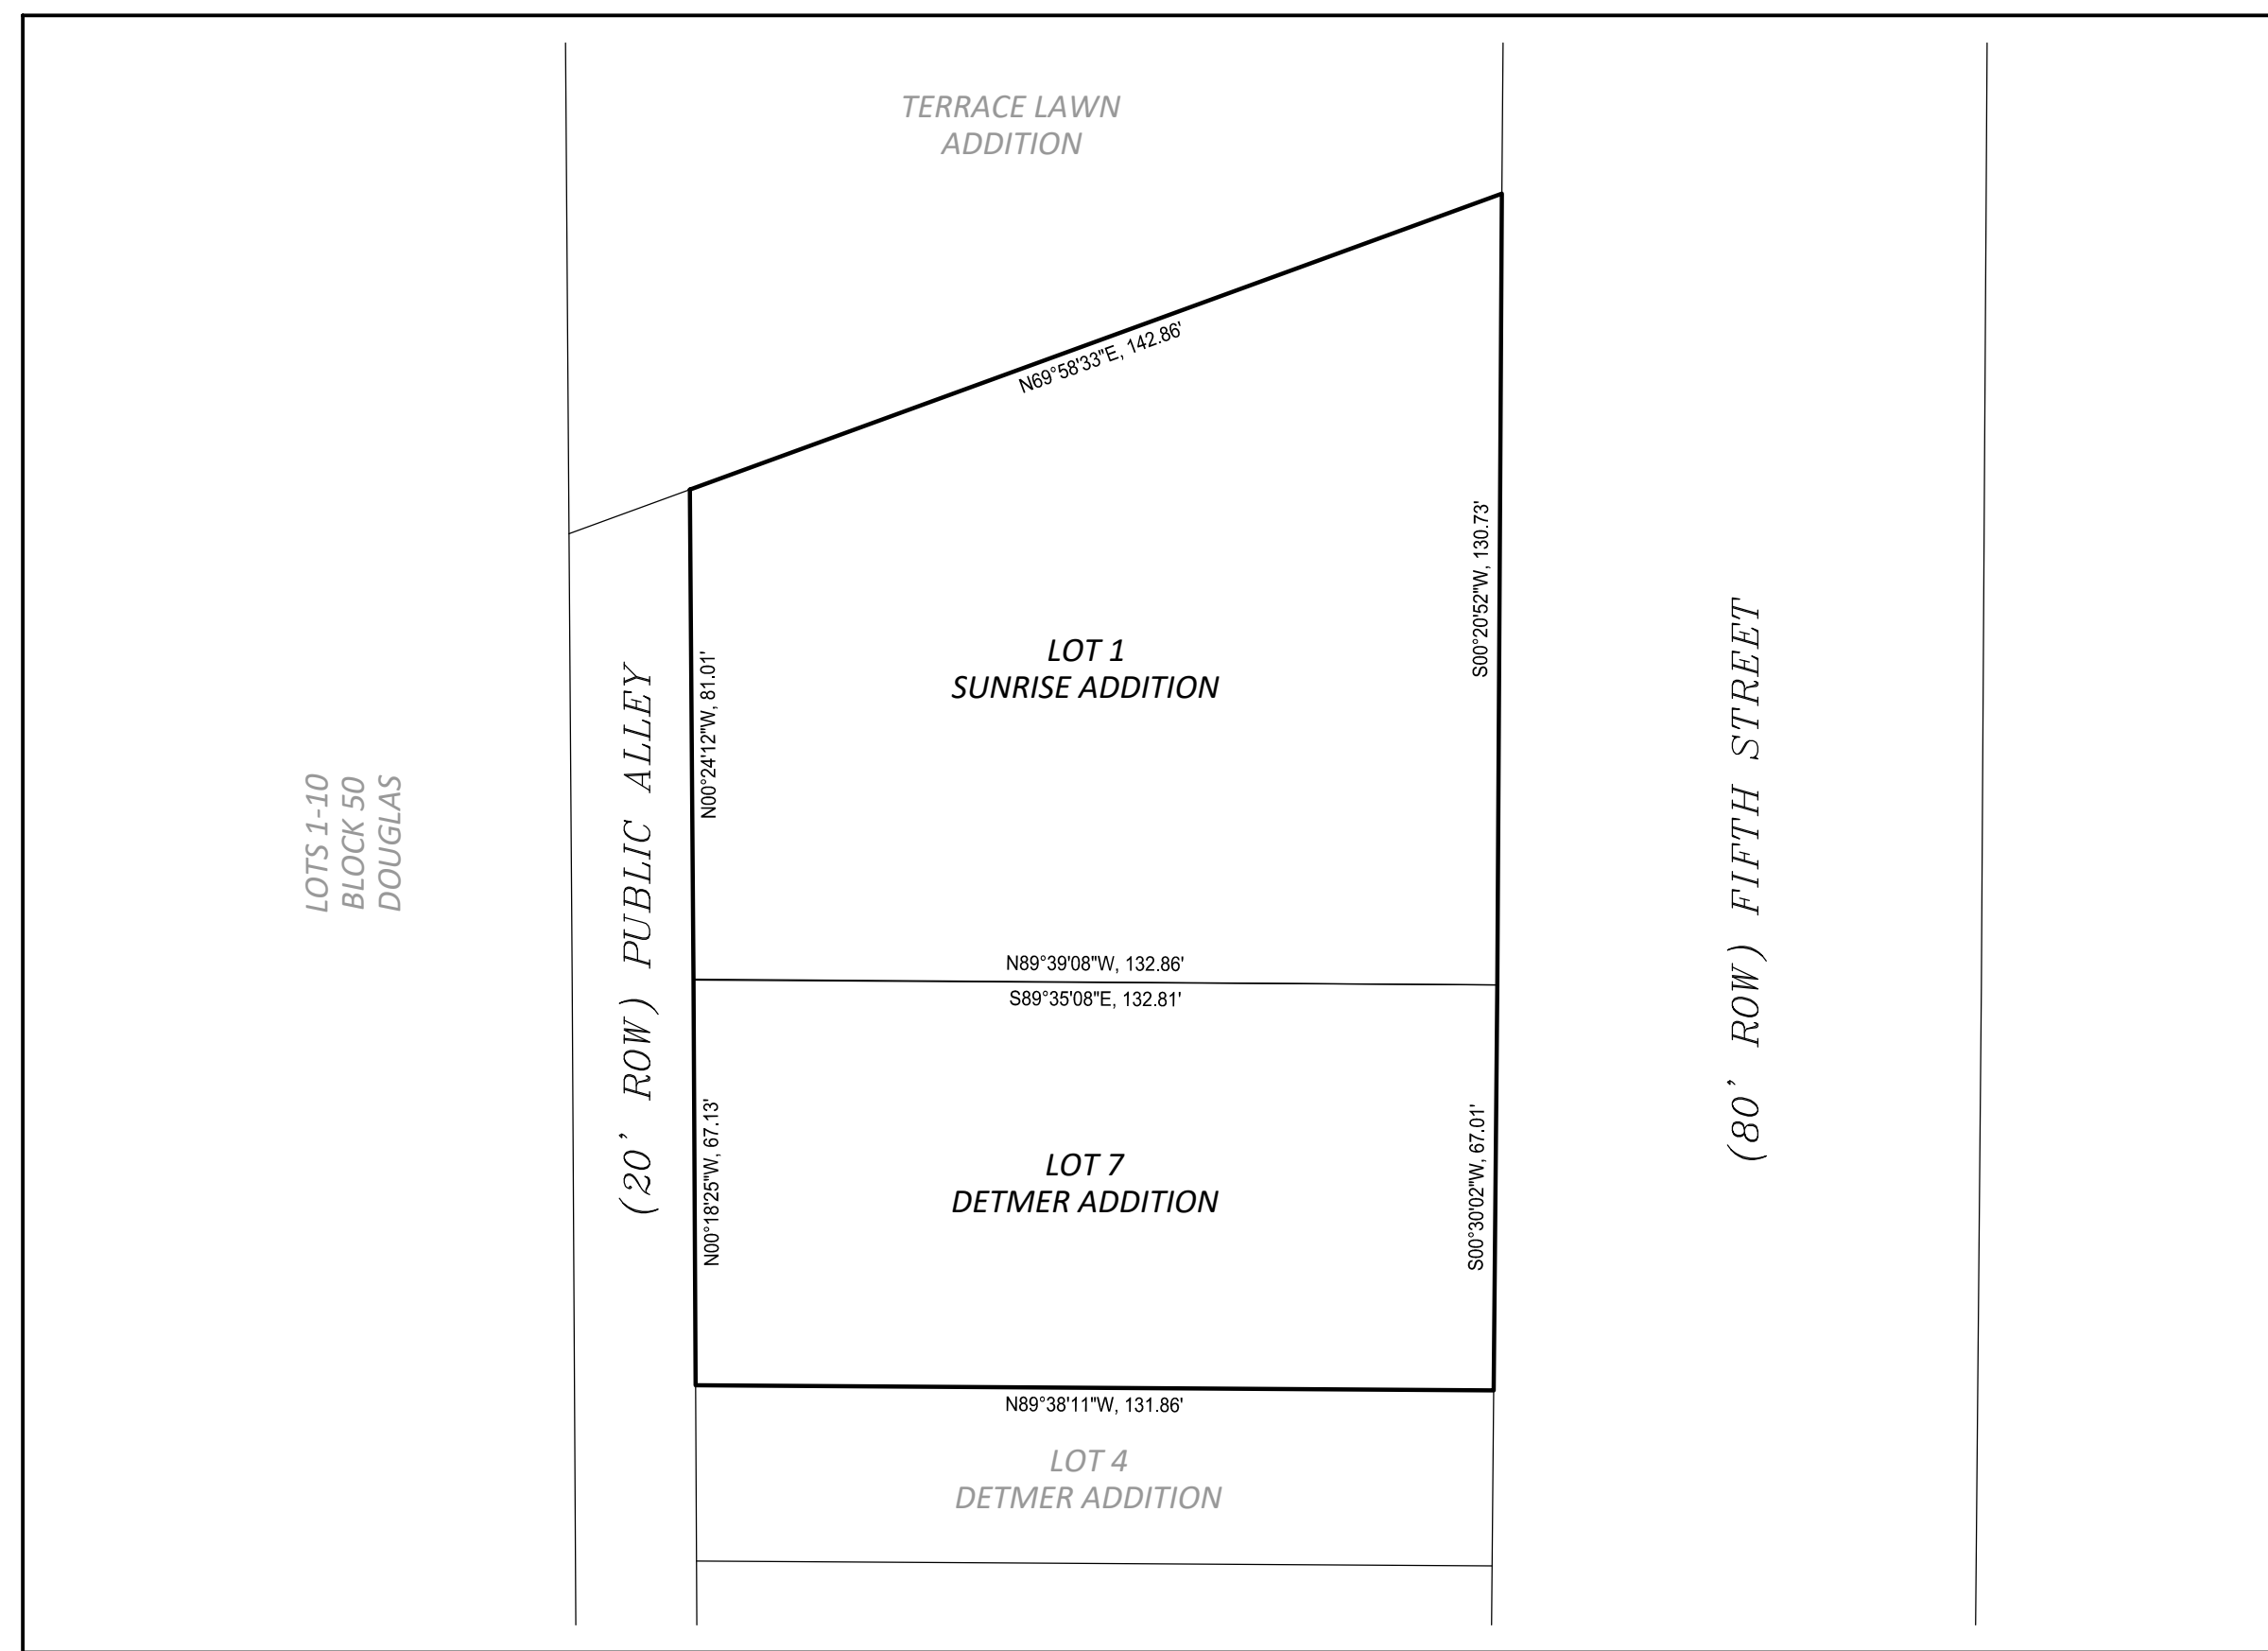 TERRACE LAWN
ADDITION
N69°58'33"E, 142.86'
S00°20'52"W, 130.73'
LOT 1
SUNRISE ADDITION
N00°24'12"W, 81.01'
(20' ROW) PUBLIC ALLEY
(80' ROW) FIFTH STREET
LOTS 1-10
BLOCK 50
DOUGLAS
N89°39'08"W, 132.86'
S89°35'08"E, 132.81'
N00°18'25"W, 67.13'
LOT 7
DETMER ADDITION
S00°30'02"W, 67.01'
N89°38'11"W, 131.86'
LOT 4
DETMER ADDITION